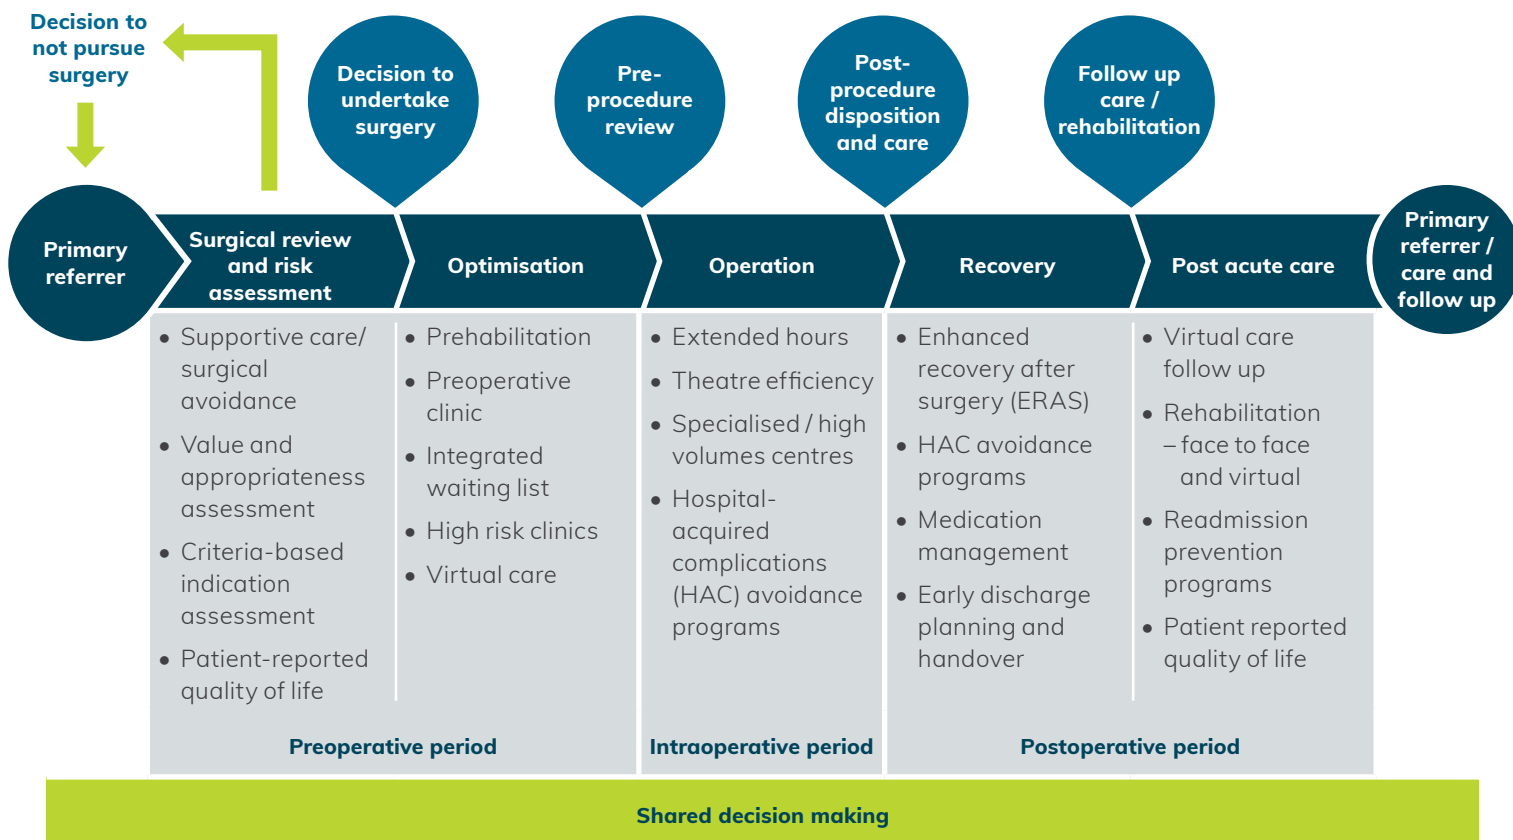 Decision to
not pursue
surgery
Decision to
undertake
surgery
Pre-
procedure
review
Post-
procedure
disposition
and care
Follow up
care /
rehabilitation
Primary
referrer
Surgical review
and risk
assessment
Optimisation
Operation
Recovery
Post acute care
Primary
referrer /
care and
follow up
• Supportive care/
surgical
avoidance
• Value and
appropriateness
assessment
• Criteria-based
indication
assessment
• Patient-reported
quality of life
• Prehabilitation
• Preoperative
clinic
• Integrated
waiting list
• High risk clinics
• Virtual care
• Extended hours
• Theatre efficiency
• Specialised / high
volumes centres
• Hospital-
acquired
complications
(HAC) avoidance
programs
• Enhanced
recovery after
surgery (ERAS)
• HAC avoidance
programs
• Medication
management
• Early discharge
planning and
handover
• Virtual care
follow up
• Rehabilitation
– face to face
and virtual
• Readmission
prevention
programs
• Patient reported
quality of life
Preoperative period
Intraoperative period
Postoperative period
Shared decision making